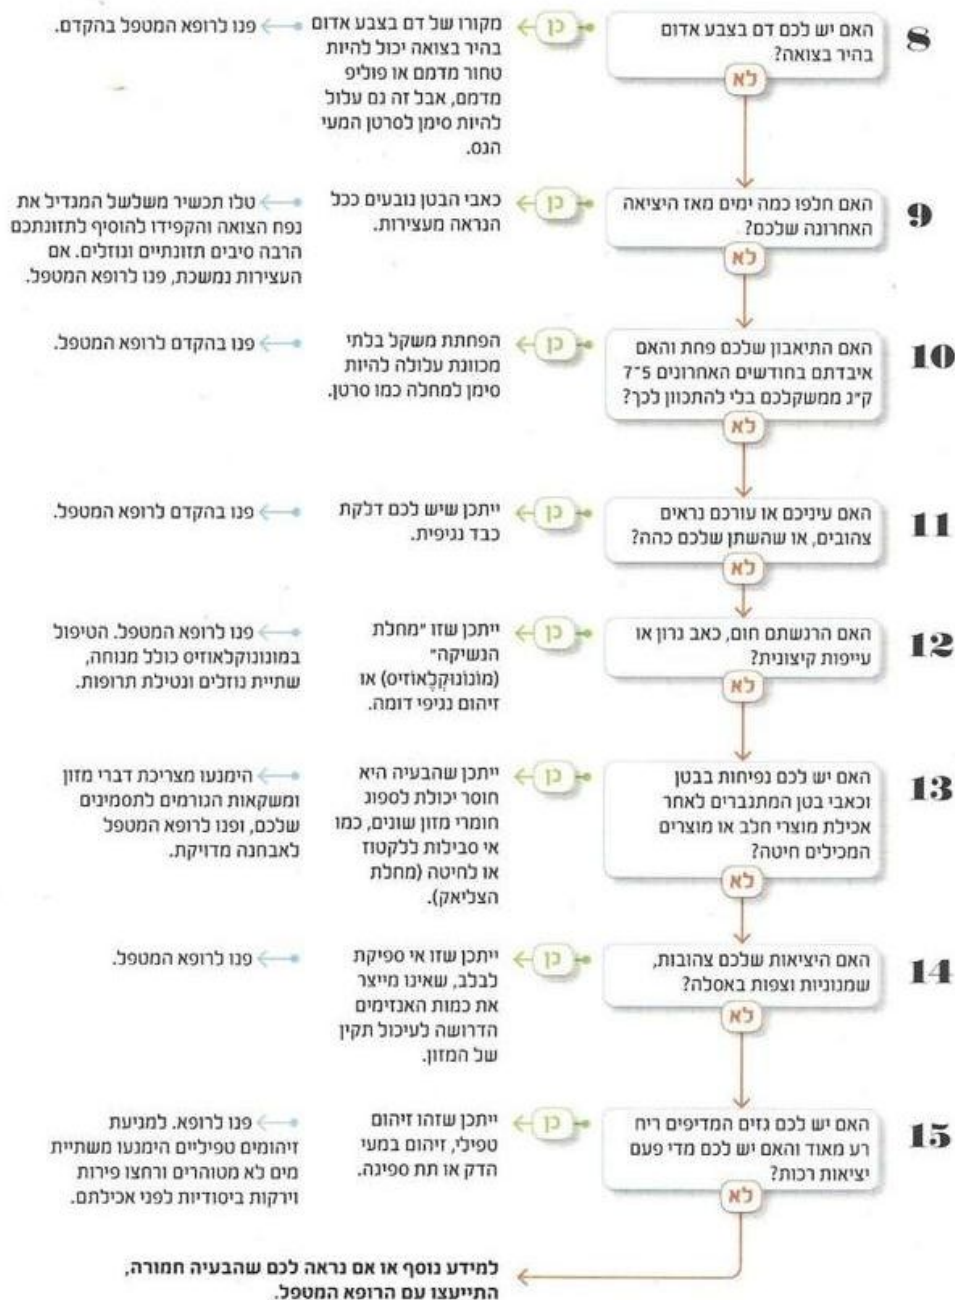 8
האם יש לכם דם בצבע אדום
בהיר בצואה?
כן
מקורו של דם בצבע אדום
בהיר בצואה יכול להיות
טחור מדמם או פוליפ
מדמם, אבל זה גם עלול
להיות סימן לסרטן המעי
הגס.
פנו לרופא המטפל בהקדם.
לא
9
האם חלפו כמה ימים מאז היציאה
האחרונה שלכם?
כן
כאבי הבטן נובעים ככל
הנראה מעצירות.
טלו תכשיר משלשל המגדיל את
נפח הצואה והקפידו להוסיף לתזונתכם
הרבה סיבים תזונתיים ונוזלים. אם
העצירות נמשכת, פנו לרופא המטפל.
לא
10
האם התיאבון שלכם פחת והאם
איבדתם בחודשים האחרונים 5־7
ק"ג ממשקלכם בלי להתכוון לכך?
כן
הפחתת משקל בלתי
מכוונת עלולה להיות
סימן למחלה כמו סרטן.
פנו בהקדם לרופא המטפל.
לא
11
האם עיניכם או עורכם נראים
צהובים, או שהשתן שלכם כהה?
כן
ייתכן שיש לכם דלקת
כבד נגיפית.
פנו בהקדם לרופא המטפל.
לא
12
האם הרגשתם חום, כאב גרון או
עייפות קיצונית?
כן
ייתכן שזו "מחלת
הנשיקה"
(מוֹנוֹנוּקְלֶאוֹזיס) או
זיהום נגיפי דומה.
פנו לרופא המטפל. הטיפול
במונונוקלאוזיס כולל מנוחה,
שתיית נוזלים ונטילת תרופות.
לא
13
האם יש לכם נפיחות בבטן
וכאבי בטן המתגברים לאחר
אכילת מוצרי חלב או מוצרים
המכילים חיטה?
כן
ייתכן שהבעיה היא
חוסר יכולת לספוג
חומרי מזון שונים, כמו
אי סבילות ללקטוז
או לחיטה (מחלת
הצליאק).
הימנעו מצריכת דברי מזון
ומשקאות הגורמים לתסמינים
שלכם, ופנו לרופא המטפל
לאבחנה מדויקת.
לא
14
האם היציאות שלכם צהובות,
שמנוניות וצפות באסלה?
כן
ייתכן שזו אי ספיקת
לבלב, שאינו מייצר
את כמות האנזימים
הדרושה לעיכול תקין
של המזון.
פנו לרופא המטפל.
לא
15
האם יש לכם גזים המדיפים ריח
רע מאוד והאם יש לכם מדי פעם
יציאות רכות?
כן
ייתכן שזהו זיהום
טפילי, זיהום במעי
הדק או תת ספיגה.
פנו לרופא. למניעת
זיהומים טפיליים הימנעו משתיית
מים לא מטוהרים ורחצו פירות
וירקות ביסודיות לפני אכילתם.
לא
למידע נוסף או אם נראה לכם שהבעיה חמורה,
התייעצו עם הרופא המטפל.